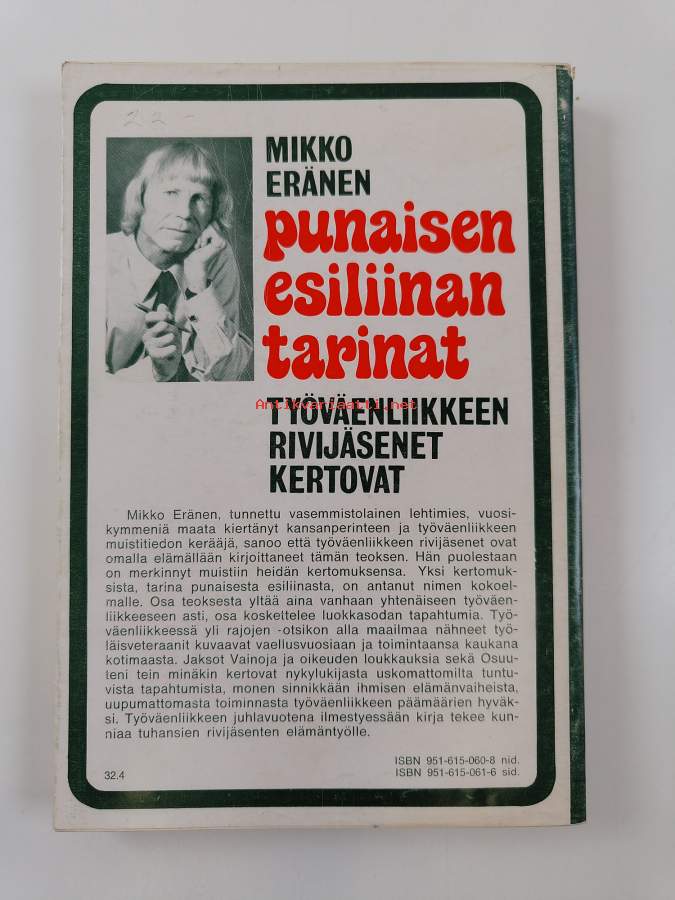 22-
MIKKO
ERÄNEN
punaisen
esiliinan
tarinat
Antikvariaatti.net
TYÖVÄENLIIKKEEN
RIVIJÄSENET
KERTOVAT
Mikko Eränen, tunnettu vasemmistolainen lehtimies, vuosi-
kymmeniä maata kiertänyt kansanperinteen ja työväenliikkeen
muistitiedon kerääjä, sanoo että työväenliikkeen rivijäsenet ovat
omalla elämällään kirjoittaneet tämän teoksen. Hän puolestaan
on merkinnyt muistiin heidän kertomuksensa. Yksi kertomuk-
sista, tarina punaisesta esiliinasta, on antanut nimen kokoel-
malle. Osa teoksesta yltää aina vanhaan yhtenäiseen työväen-
liikkeeseen asti, osa koskettelee luokkasodan tapahtumia. Työ-
väenliikkeessä yli rajojen -otsikon alla maailmaa nähneet työ-
läisveteraanit kuvaavat vaellusvuosiaan ja toimintaansa kaukana
kotimaasta. Jaksot Vainoja ja oikeuden loukkauksia sekä Osuu-
teni tein minäkin kertovat nykylukijasta uskomattomilta tuntu-
vista tapahtumista, monen sinnikkään ihmisen elämänvaiheista,
uupumattomasta toiminnasta työväenliikkeen päämäärien hyväk-
si. Työväenliikkeen juhlavuotena ilmestyessään kirja tekee kun-
niaa tuhansien rivijäsenten elämäntyölle.
ISBN 951-615-060-8 nid.
32.4 ISBN 951-615-061-6 sid.